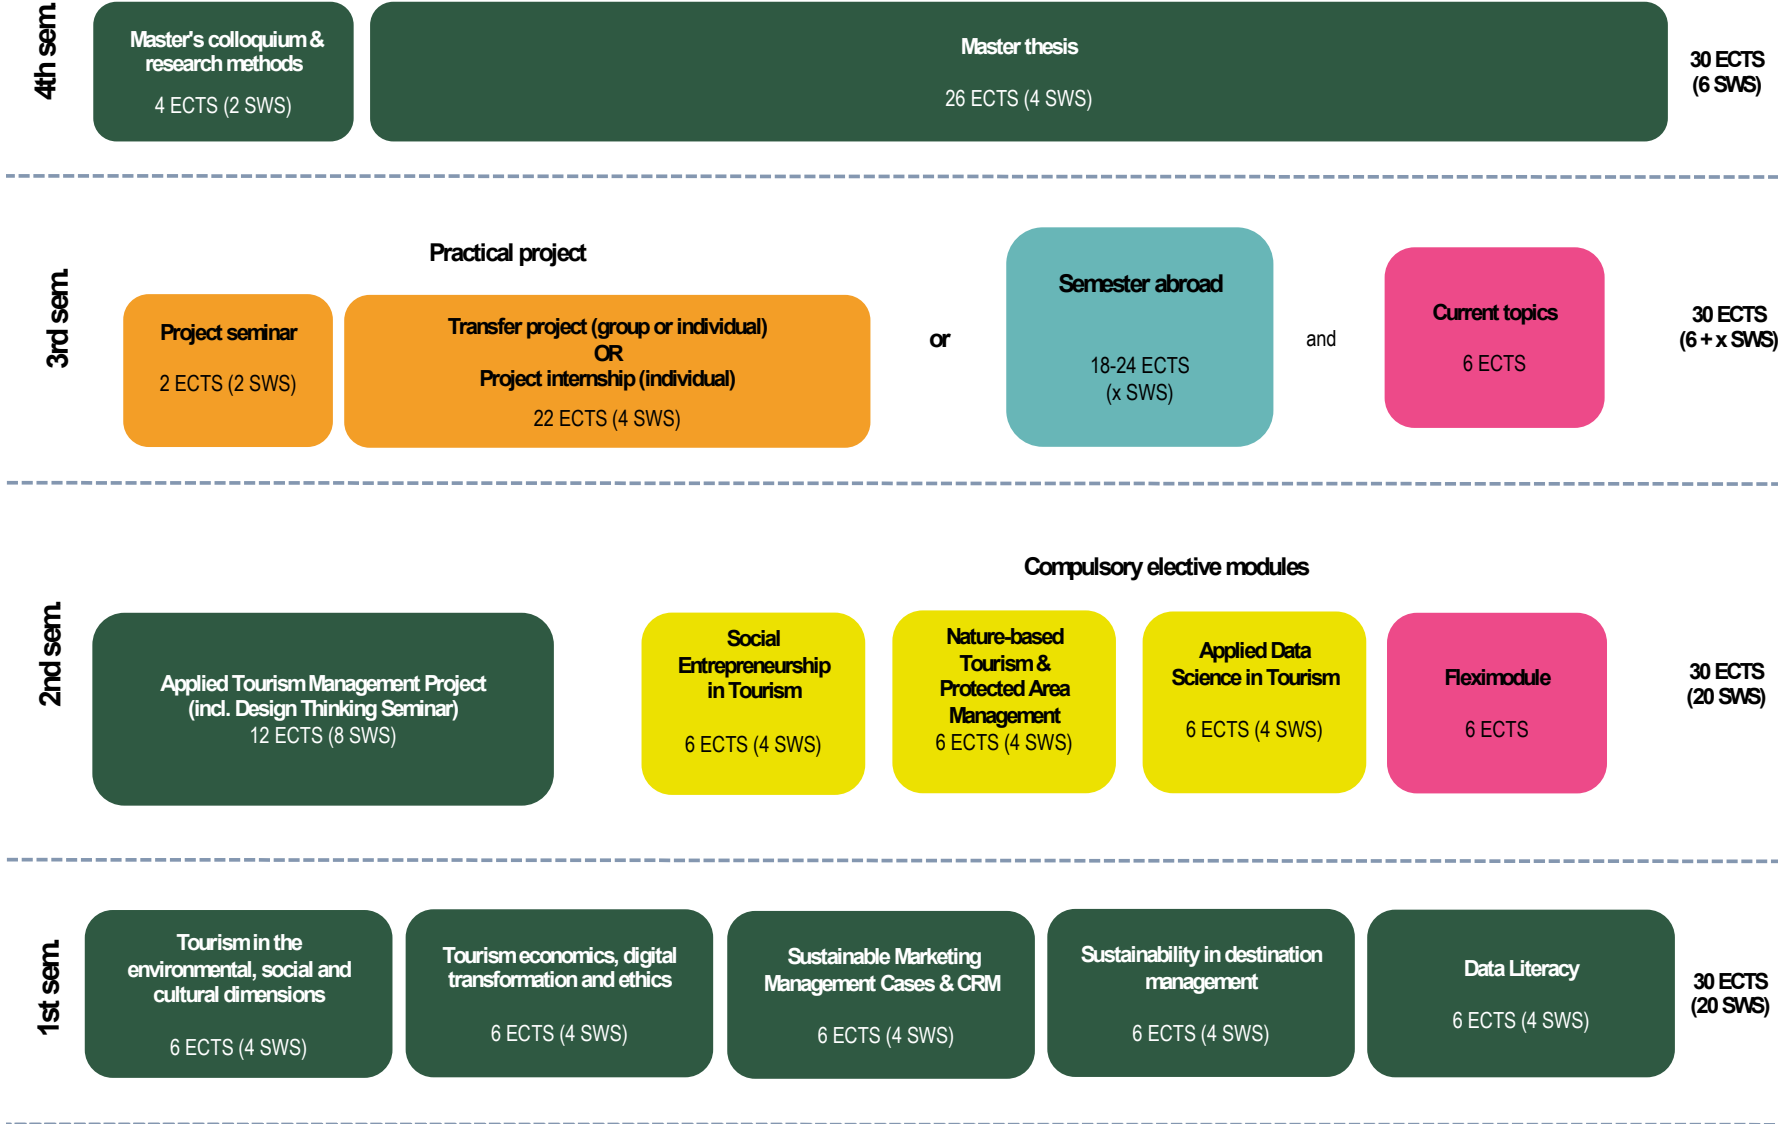 4th sem.
Master's colloquium &
research methods
4 ECTS (2 SWS)
Master thesis
26 ECTS (4 SWS)
30 ECTS
(6 SWS)
3rd sem.
Practical project
Project seminar
2 ECTS (2 SWS)
Transfer project (group or individual)
OR
Project internship (individual)
22 ECTS (4 SWS)
or
Semester abroad
18-24 ECTS
(x SWS)
and
Current topics
6 ECTS
30 ECTS
(6 + x SWS)
2nd sem.
Compulsory elective modules
Applied Tourism Management Project
(incl. Design Thinking Seminar)
12 ECTS (8 SWS)
Social
Entrepreneurship
in Tourism
6 ECTS (4 SWS)
Nature-based
Tourism &
Protected Area
Management
6 ECTS (4 SWS)
Applied Data
Science in Tourism
6 ECTS (4 SWS)
Fleximodule
6 ECTS
30 ECTS
(20 SWS)
1st sem.
Tourism in the
environmental, social and
cultural dimensions
6 ECTS (4 SWS)
Tourism economics, digital
transformation and ethics
6 ECTS (4 SWS)
Sustainable Marketing
Management Cases & CRM
6 ECTS (4 SWS)
Sustainability in destination
management
6 ECTS (4 SWS)
Data Literacy
6 ECTS (4 SWS)
30 ECTS
(20 SWS)